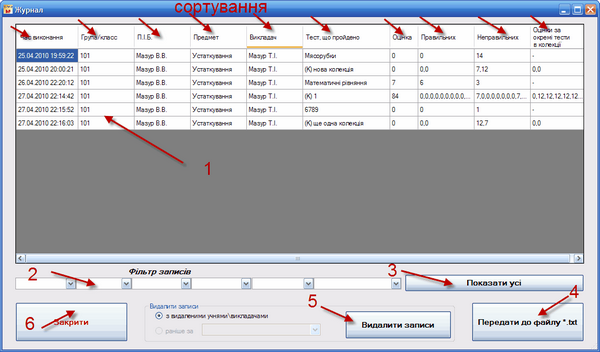 сортування
Журнал
Час виконання Група/класс П.І.Б. Предмет Викладач Тест, що пройдено Оцінка Правильних Неправильних Оцінки за окремі тести в колекції
25.04.2010 19:59:22 101 Мазур В.В. Устаткування Мазур Т.І. Мясорубки 0 0 14 -
25.04.2010 20:00:21 101 Мазур В.В. Устаткування Мазур Т.І. (К) нова колекція 0 0,0 7,12 0,0
26.04.2010 22:20:12 101 Мазур В.В. Устаткування Мазур Т.І. Математичні рівняння 7 6 3 -
27.04.2010 22:14:42 101 Мазур В.В. Устаткування Мазур Т.І. (К) 1 84 0,0,0,0,0,0,0,0,... 7,0,0,0,0,0,0,7,... 0,12,12,12,12,12...
27.04.2010 22:15:52 101 Мазур В.В. Устаткування Мазур Т.І. 6789 0 0 1 -
27.04.2010 22:16:03 101 Мазур В.В. Устаткування Мазур Т.І. (К) ще одна колекція 0 0,0 12,7 0,0
1
2 Фільтр записів
3 Показати усі
6 Закрити
Видалити записи
з видаленими учнями\викладачами
раніше за
5 Видалити записи
4 Передати до файлу *.txt